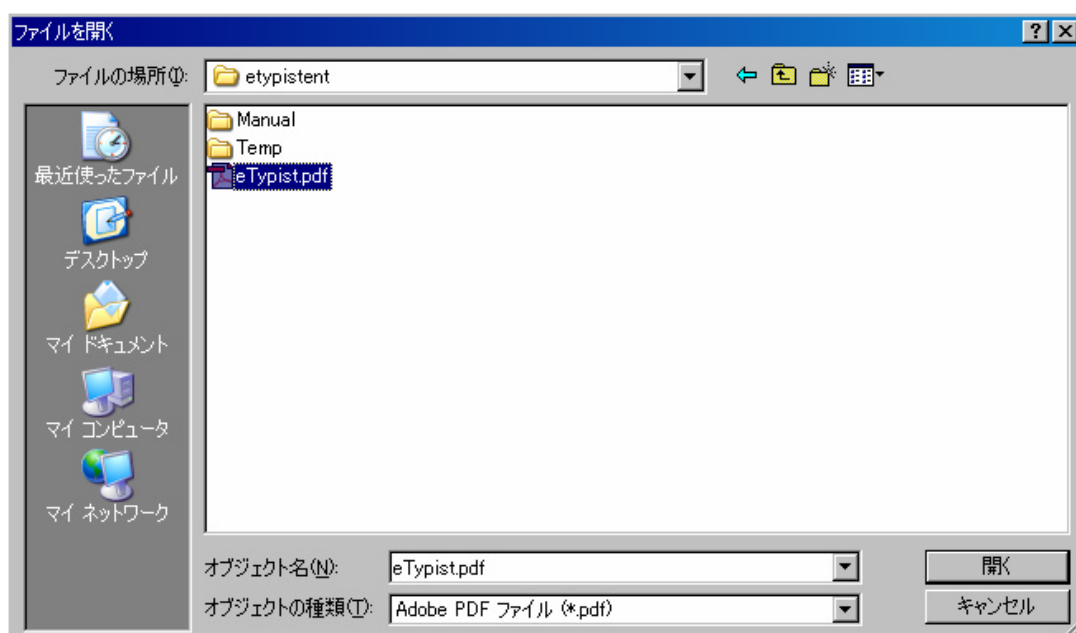 ファイルを開く
ファイルの場所(I): etypistent
Manual
Temp
eTypist.pdf
最近使ったファイル
デスクトップ
マイ ドキュメント
マイ コンピュータ
マイ ネットワーク
オブジェクト名(N): eTypist.pdf 開く
オブジェクトの種類(T): Adobe PDF ファイル (*.pdf) キャンセル